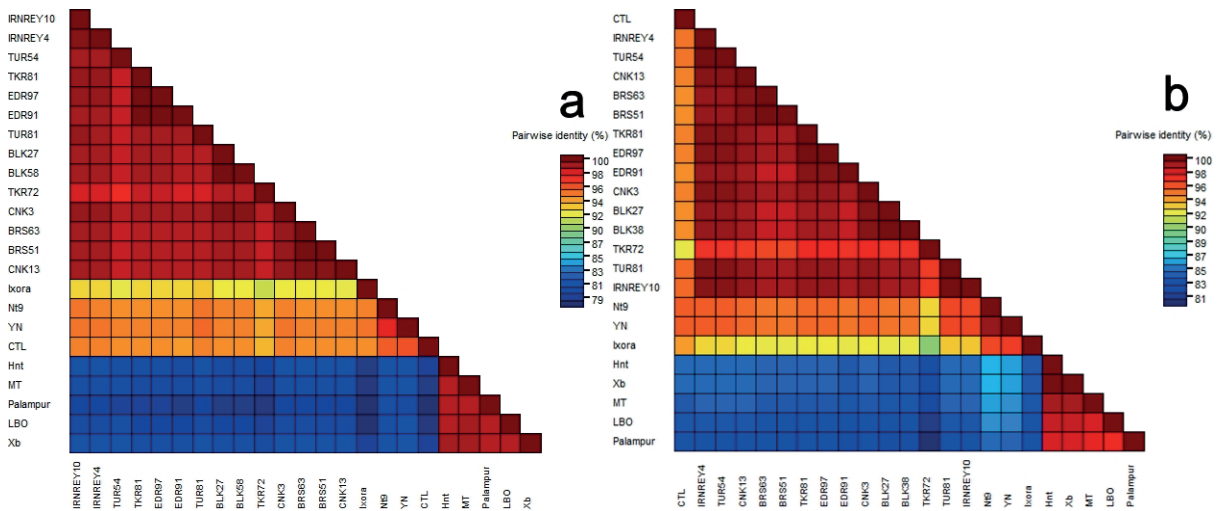 a
Pairwise identity (%)
100
98
96
94
92
90
87
85
83
81
79
IRNREY10
IRNREY4
TUR54
TKR81
EDR97
EDR91
TUR81
BLK27
BLK58
TKR72
CNK3
BRS63
BRS51
CNK13
Ixora
Nt9
YN
CTL
Hnt
MT
Palampur
LBO
Xb
IRNREY10
IRNREY4
TUR54
TKR81
EDR97
EDR91
TUR81
BLK27
BLK58
TKR72
CNK3
BRS63
BRS51
CNK13
Ixora
Nt9
YN
CTL
Hnt
MT
Palampur
LBO
Xb
b
Pairwise identity (%)
100
98
96
94
92
90
89
87
85
83
81
CTL
IRNREY4
TUR54
CNK13
BRS63
BRS51
TKR81
EDR97
EDR91
CNK3
BLK27
BLK38
TKR72
TUR81
IRNREY10
Nt9
YN
Ixora
Hnt
Xb
MT
LBO
Palampur
CTL
IRNREY4
TUR54
CNK13
BRS63
BRS51
TKR81
EDR97
EDR91
CNK3
BLK27
BLK38
TKR72
TUR81
IRNREY10
Nt9
YN
Ixora
Hnt
Xb
MT
LBO
Palampur